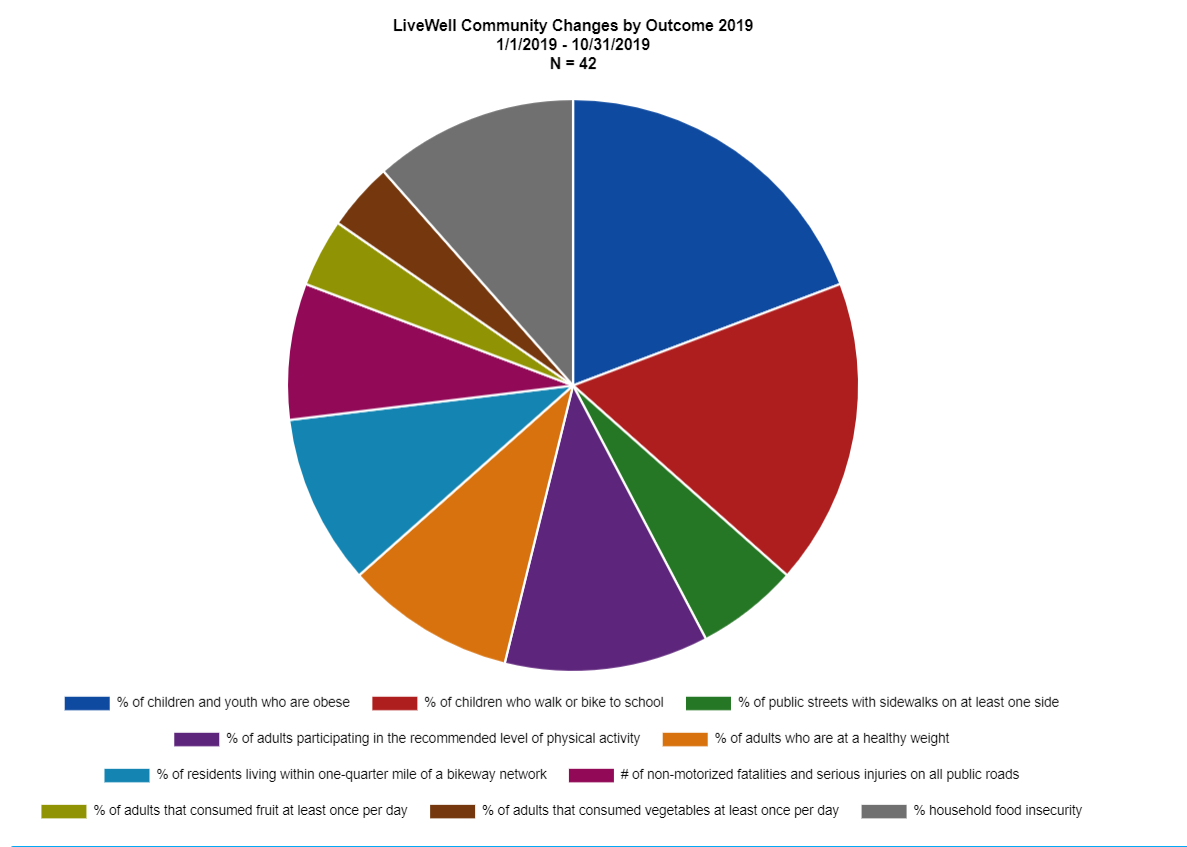 LiveWell Community Changes by Outcome 2019
1/1/2019 - 10/31/2019
N = 42
% of children and youth who are obese % of children who walk or bike to school % of public streets with sidewalks on at least one side
% of adults participating in the recommended level of physical activity % of adults who are at a healthy weight
% of residents living within one-quarter mile of a bikeway network # of non-motorized fatalities and serious injuries on all public roads
% of adults that consumed fruit at least once per day % of adults that consumed vegetables at least once per day % household food insecurity